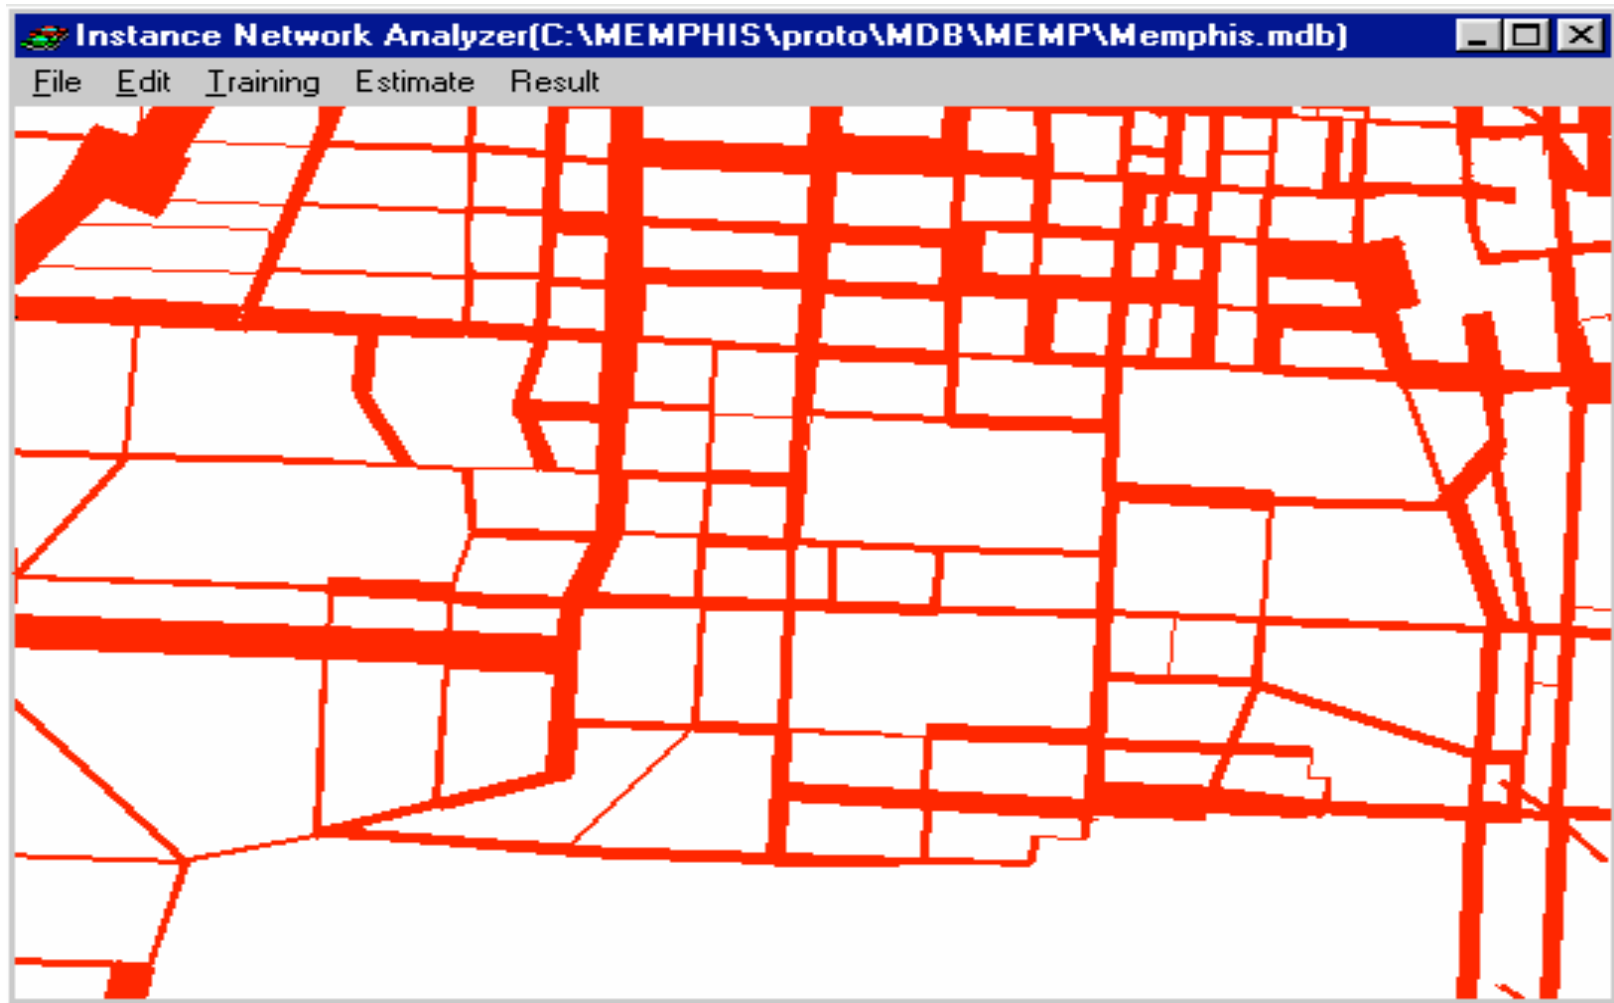 Instance Network Analyzer(C:\MEMPHIS\proto\MDB\MEMP\Memphis.mdb)
File Edit Training Estimate Result